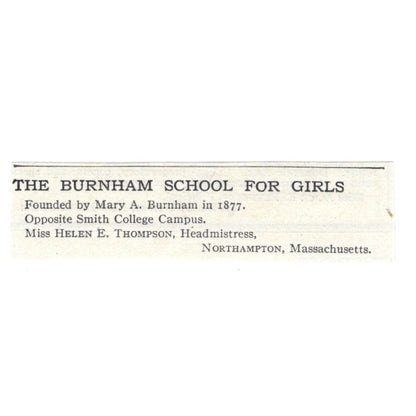 THE BURNHAM SCHOOL FOR GIRLS
Founded by Mary A. Burnham in 1877.
Opposite Smith College Campus.
Miss HELEN E. THOMPSON, Headmistress,
NORTHAMPTON, Massachusetts.